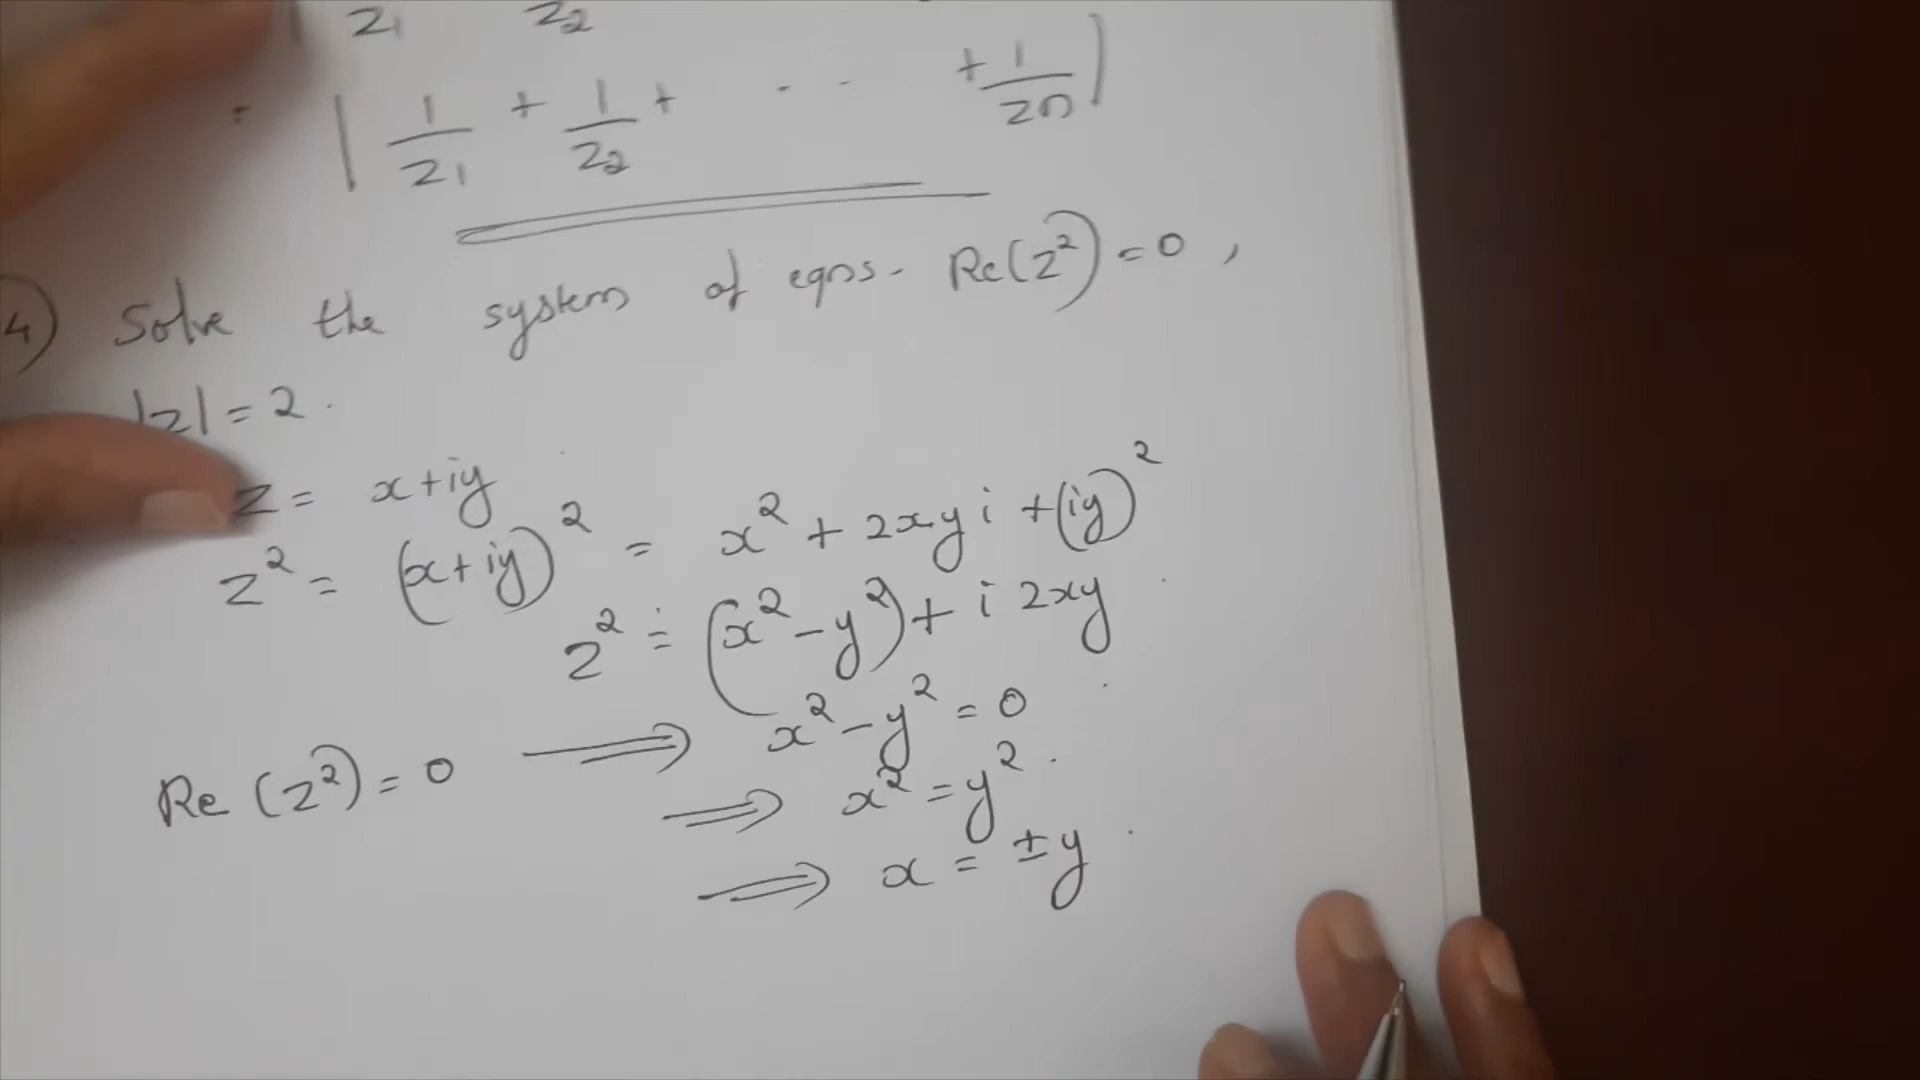 z₁ z₂
= | 1/z₁ + 1/z₂ + . . + 1/zn |
4) Solve the system of eqns. Re(z²) = 0 ,
|z| = 2 .
z = x+iy
z² = (x+iy)² = x² + 2xyi + (iy)²
z² = (x² - y²) + i 2xy
Re (z²) = 0 ⟹ x² - y² = 0
⟹ x² = y² .
⟹ x = ± y